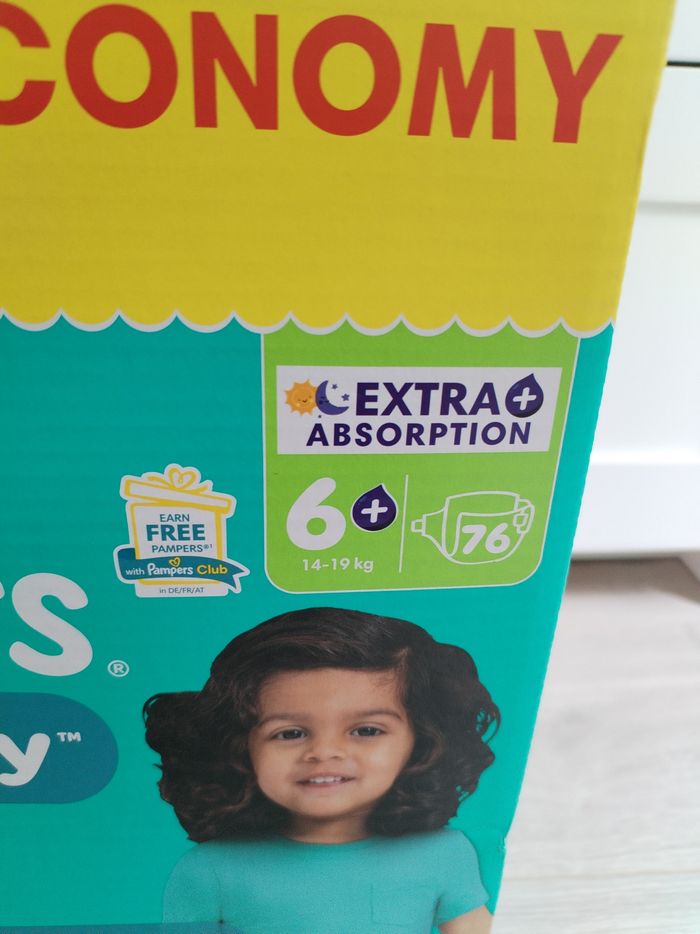 CONOMY
EXTRA+
ABSORPTION
6+
76
14-19 kg
EARN
FREE
PAMPERS®¹
with Pampers Club
in DE/FR/AT
rs®
y™